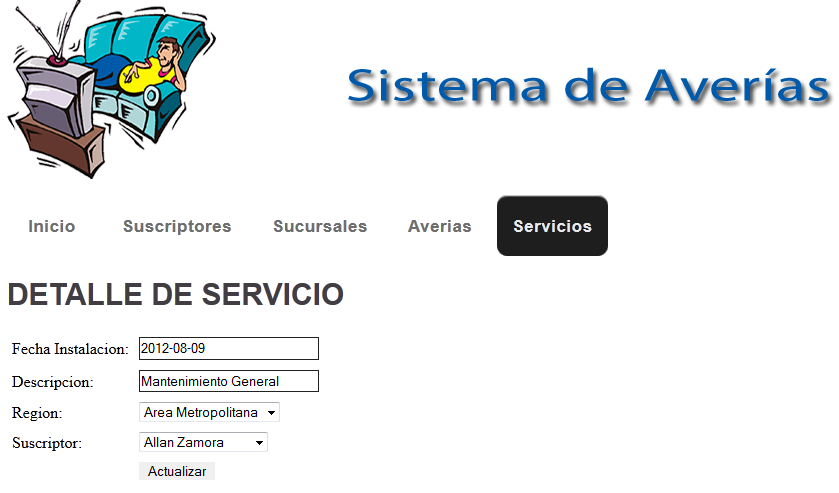 Sistema de Averías
Inicio Suscriptores Sucursales Averias Servicios
DETALLE DE SERVICIO
Fecha Instalacion: 2012-08-09
Descripcion: Mantenimiento General
Region: Area Metropolitana
Suscriptor: Allan Zamora
Actualizar